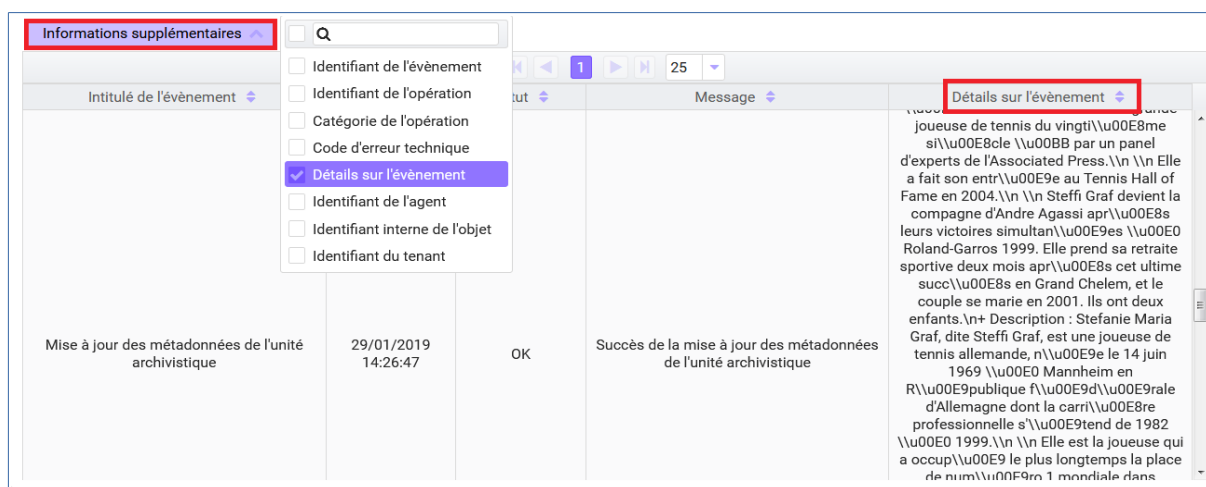 Informations supplémentaires
Identifiant de l'évènement
Identifiant de l'opération
Catégorie de l'opération
Code d'erreur technique
Détails sur l'évènement
Identifiant de l'agent
Identifiant interne de l'objet
Identifiant du tenant
1
25
Intitulé de l'évènement
tut
Message
Détails sur l'évènement
Mise à jour des métadonnées de l'unité
archivistique
29/01/2019
14:26:47
OK
Succès de la mise à jour des métadonnées
de l'unité archivistique
joueuse de tennis du vingti\\u00E8me
si\\u00E8cle \\u00BB par un panel
d'experts de l'Associated Press.\\n \\n Elle
a fait son entr\\u00E9e au Tennis Hall of
Fame en 2004.\\n \\n Steffi Graf devient la
compagne d'Andre Agassi apr\\u00E8s
leurs victoires simultan\\u00E9es \\u00E0
Roland-Garros 1999. Elle prend sa retraite
sportive deux mois apr\\u00E8s cet ultime
succ\\u00E8s en Grand Chelem, et le
couple se marie en 2001. Ils ont deux
enfants.\n+ Description : Stefanie Maria
Graf, dite Steffi Graf, est une joueuse de
tennis allemande, n\\u00E9e le 14 juin
1969 \\u00E0 Mannheim en
R\\u00E9publique f\\u00E9d\\u00E9rale
d'Allemagne dont la carri\\u00E8re
professionnelle s'\\u00E9tend de 1982
\\u00E0 1999.\\n \\n Elle est la joueuse qui
a occup\\u00E9 le plus longtemps la place
de num\\u00E9ro 1 mondiale dans